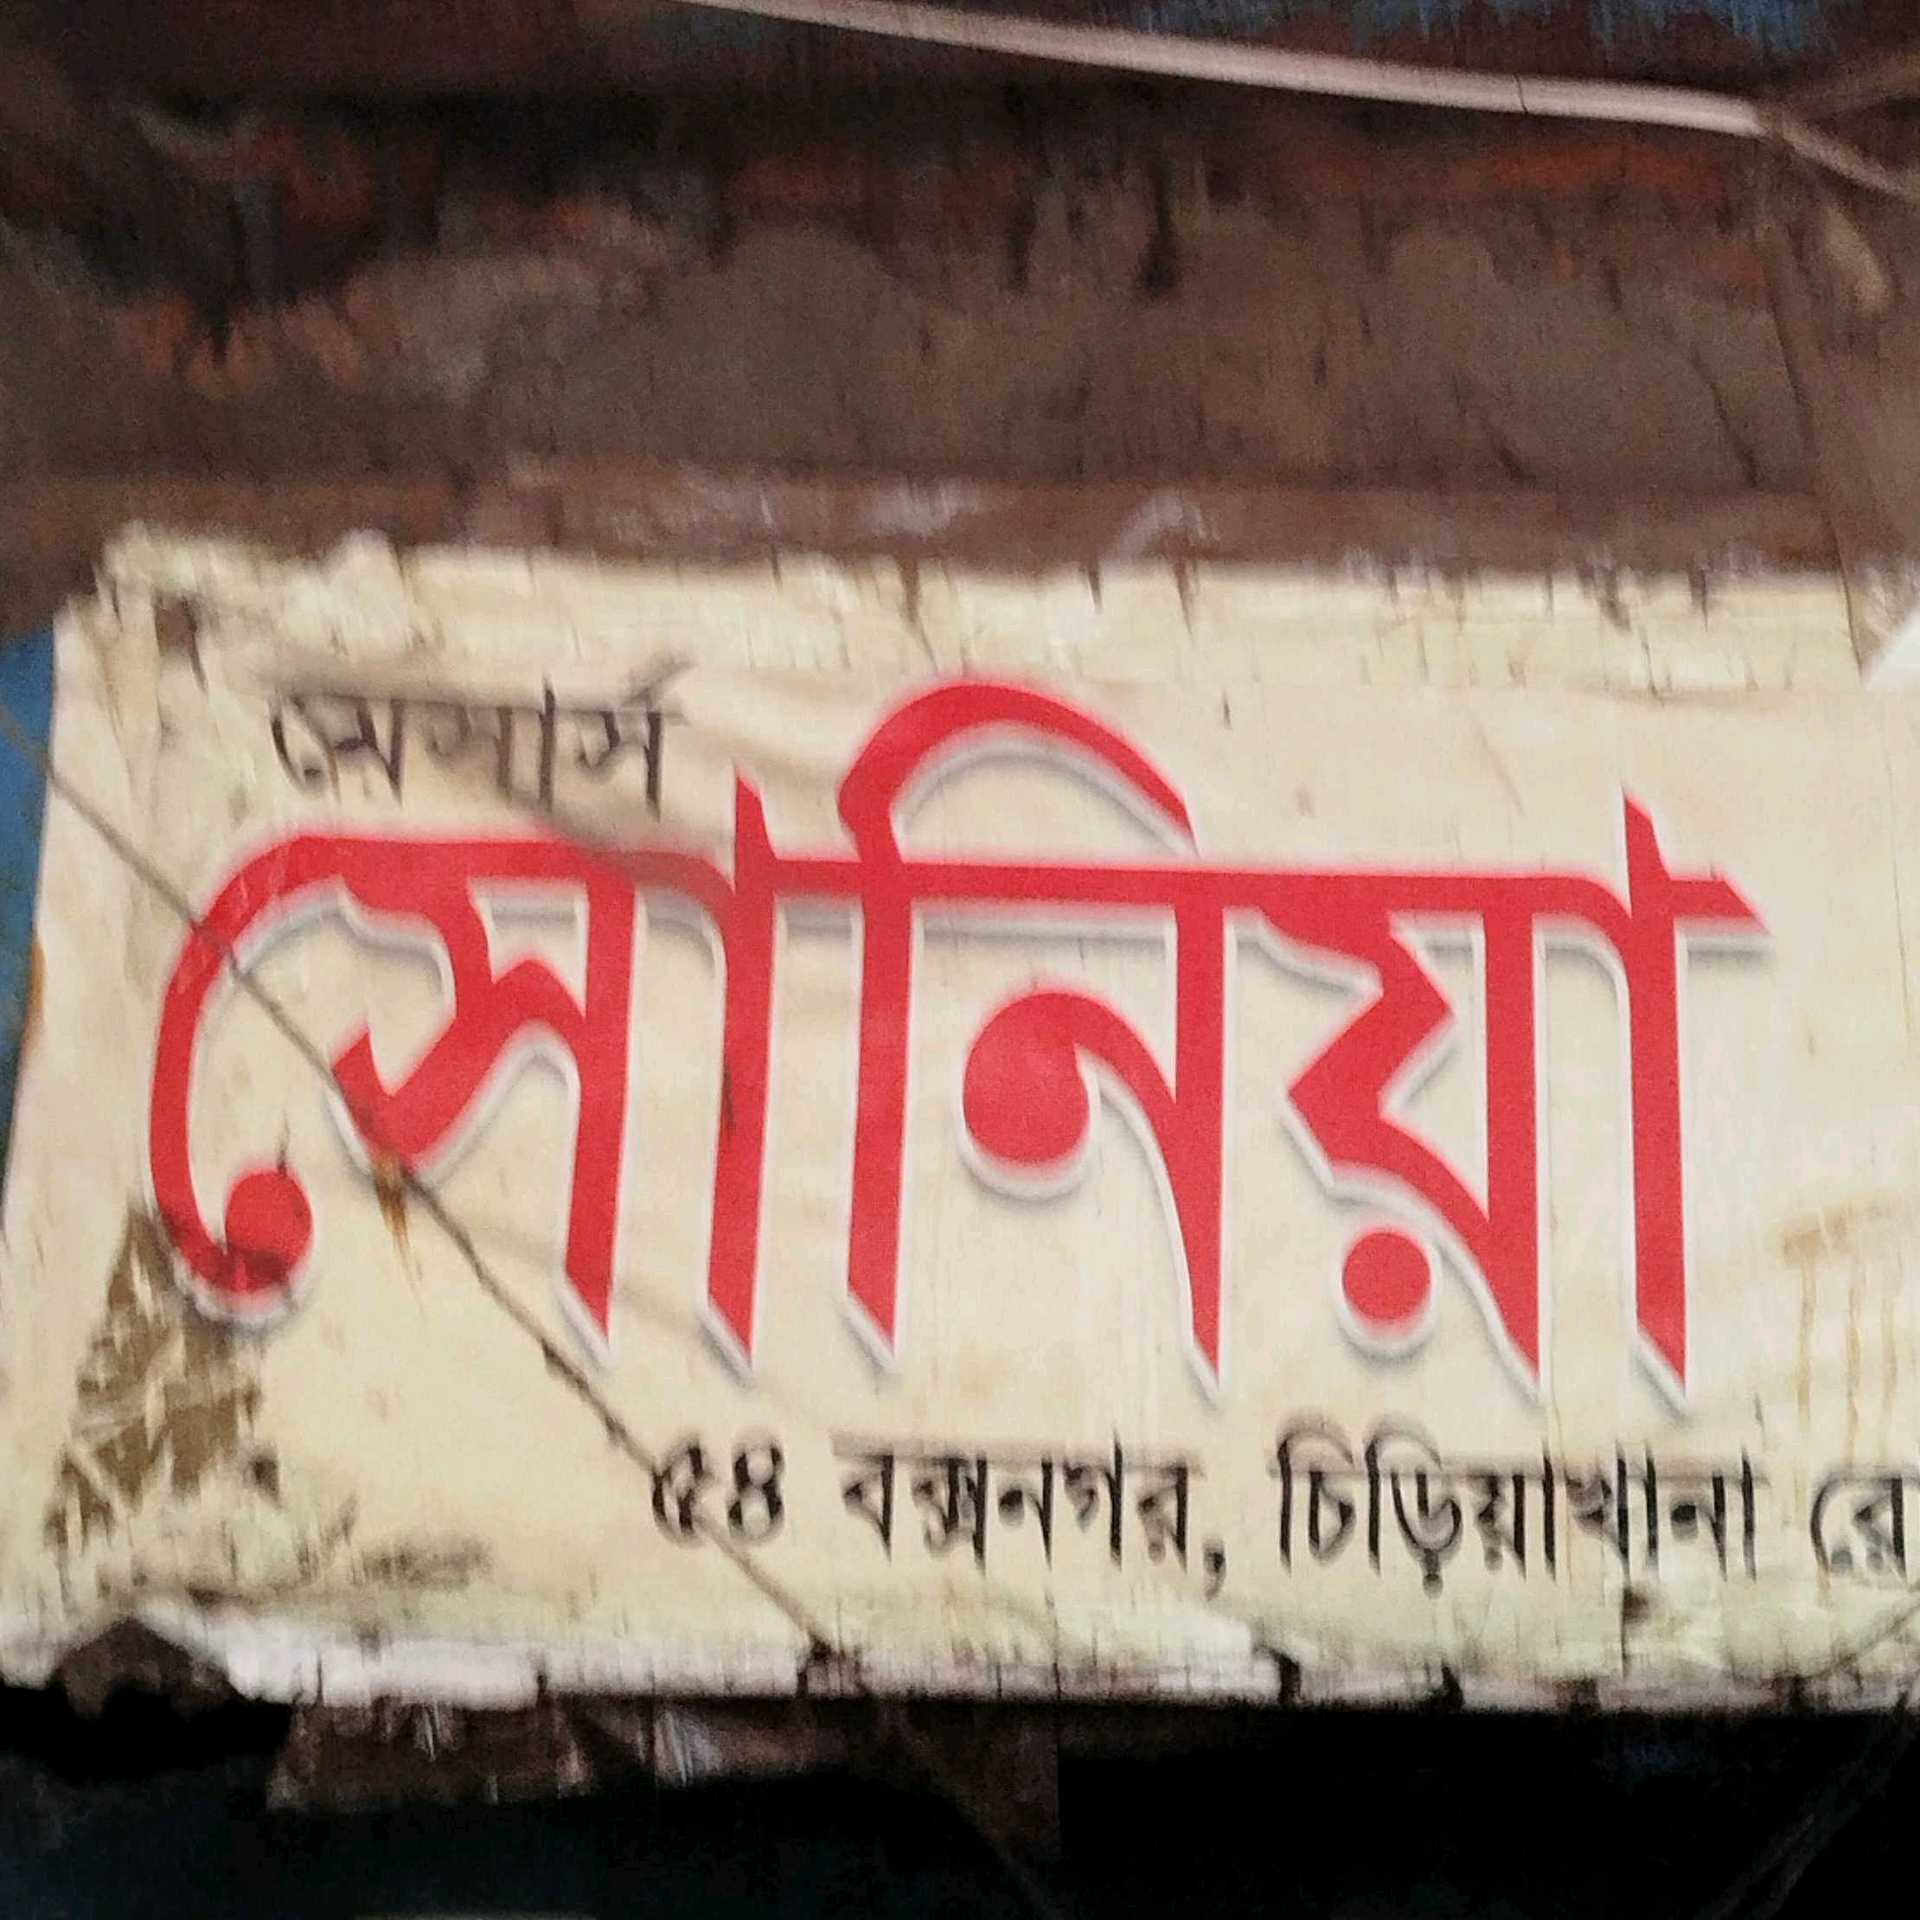 মেসার্স
সোনিয়া
৫৪ বক্সনগর, চিড়িয়াখানা রো